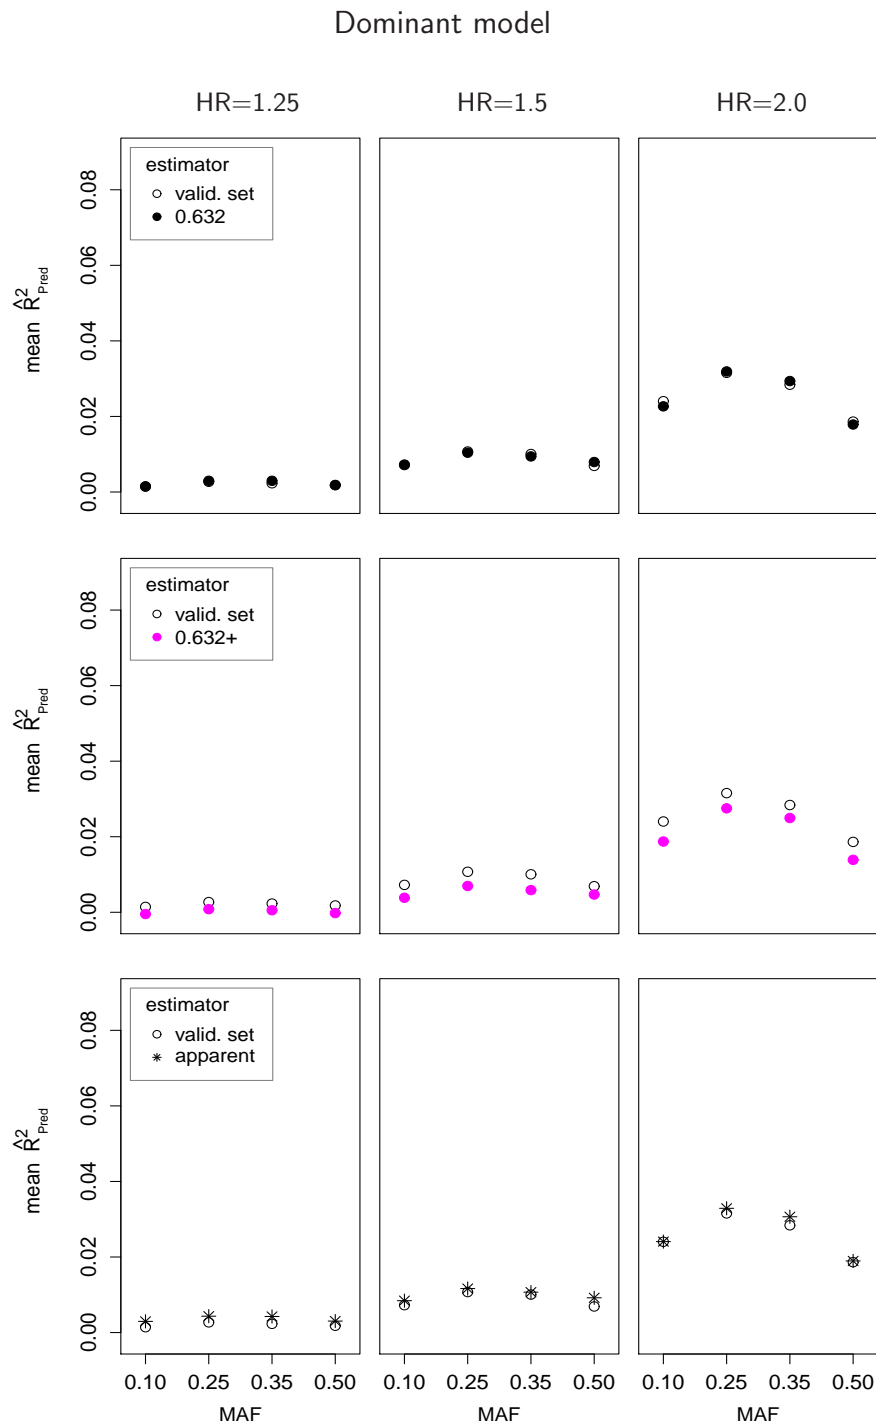 Dominant model
HR=1.25 HR=1.5 HR=2.0
estimator
valid. set
0.632
0.08
0.06
0.04
0.02
0.00
mean R̂²Pred
estimator
valid. set
0.632+
0.08
0.06
0.04
0.02
0.00
mean R̂²Pred
estimator
valid. set
apparent
0.08
0.06
0.04
0.02
0.00
mean R̂²Pred
0.10 0.25 0.35 0.50 0.10 0.25 0.35 0.50 0.10 0.25 0.35 0.50
MAF MAF MAF